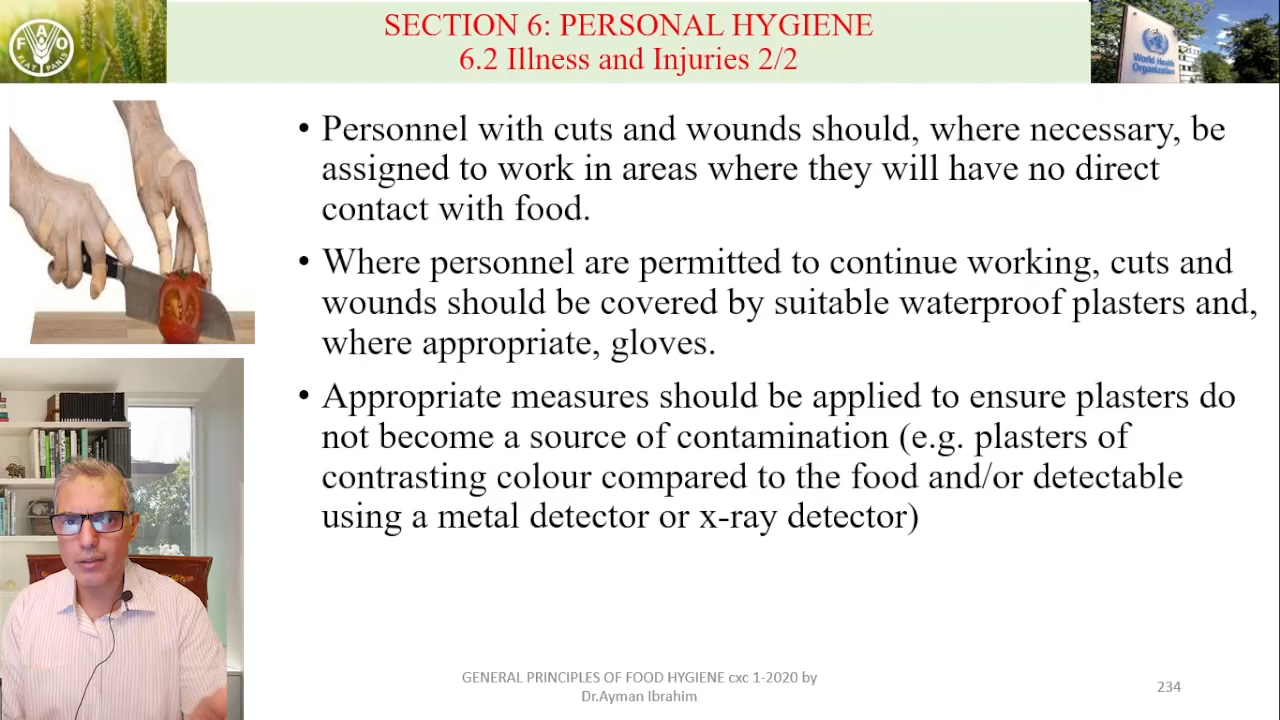 SECTION 6: PERSONAL HYGIENE
6.2 Illness and Injuries 2/2
F A O
FIAT PANIS
World Health
Organization
• Personnel with cuts and wounds should, where necessary, be
assigned to work in areas where they will have no direct
contact with food.
• Where personnel are permitted to continue working, cuts and
wounds should be covered by suitable waterproof plasters and,
where appropriate, gloves.
• Appropriate measures should be applied to ensure plasters do
not become a source of contamination (e.g. plasters of
contrasting colour compared to the food and/or detectable
using a metal detector or x-ray detector)
GENERAL PRINCIPLES OF FOOD HYGIENE cxc 1-2020 by
Dr.Ayman Ibrahim
234